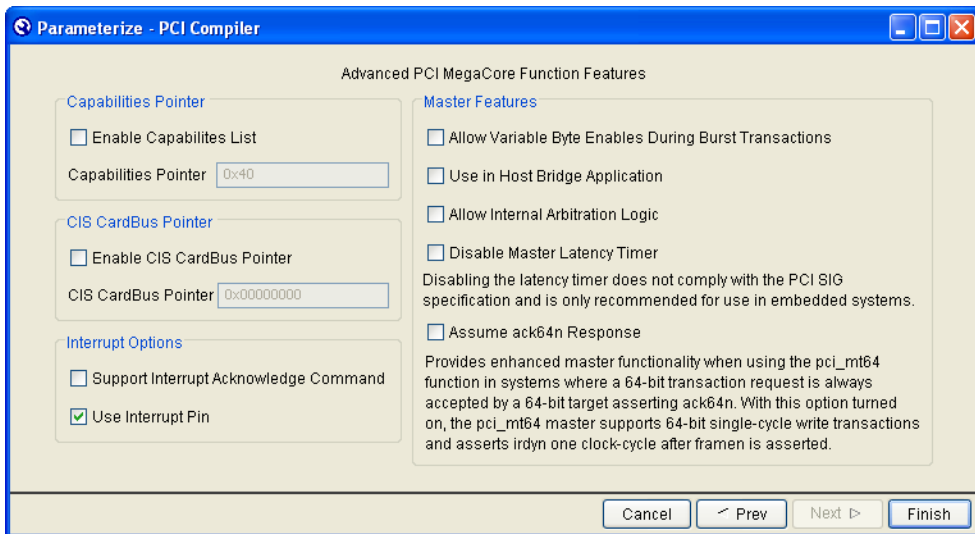 Parameterize - PCI Compiler
Advanced PCI MegaCore Function Features
Capabilities Pointer
Enable Capabilites List
Capabilities Pointer 0x40
CIS CardBus Pointer
Enable CIS CardBus Pointer
CIS CardBus Pointer 0x00000000
Interrupt Options
Support Interrupt Acknowledge Command
Use Interrupt Pin
Master Features
Allow Variable Byte Enables During Burst Transactions
Use in Host Bridge Application
Allow Internal Arbitration Logic
Disable Master Latency Timer
Disabling the latency timer does not comply with the PCI SIG
specification and is only recommended for use in embedded systems.
Assume ack64n Response
Provides enhanced master functionality when using the pci_mt64
function in systems where a 64-bit transaction request is always
accepted by a 64-bit target asserting ack64n. With this option turned
on, the pci_mt64 master supports 64-bit single-cycle write transactions
and asserts irdyn one clock-cycle after framen is asserted.
Cancel
Prev
Next
Finish